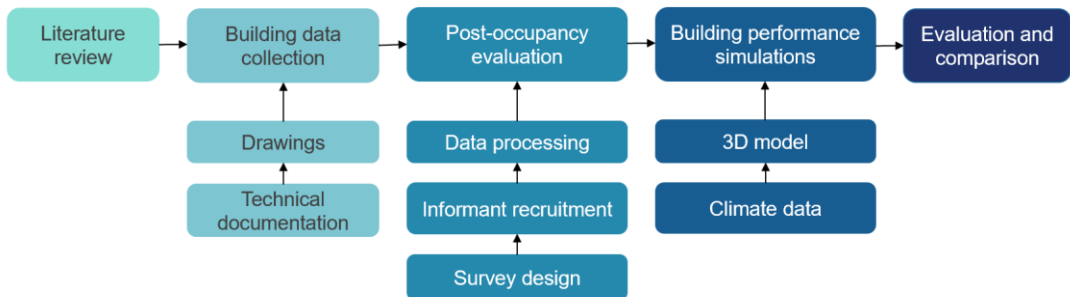 Literature
review
Building data
collection
Post-occupancy
evaluation
Building performance
simulations
Evaluation and
comparison
Drawings
Data processing
3D model
Technical
documentation
Informant recruitment
Climate data
Survey design